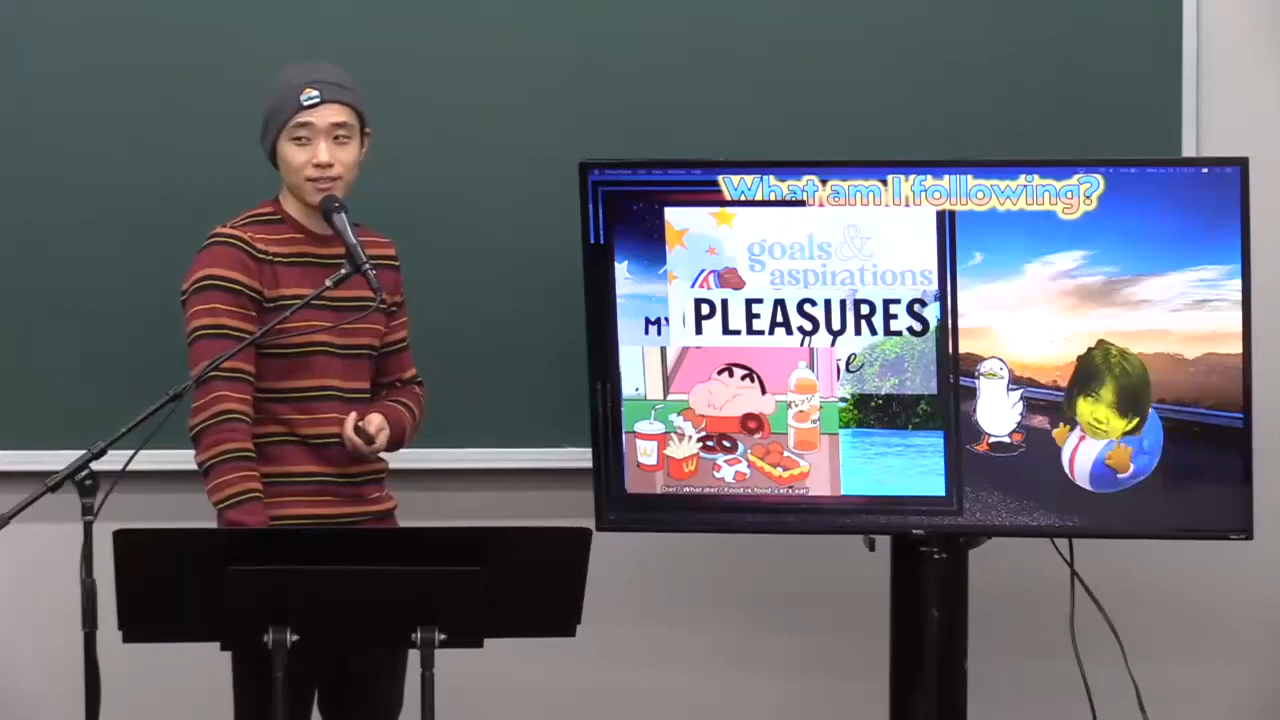 What am I following?
goals &
aspirations
MY
PLEASURES
Diet? What diet? Food is food. Let's eat!